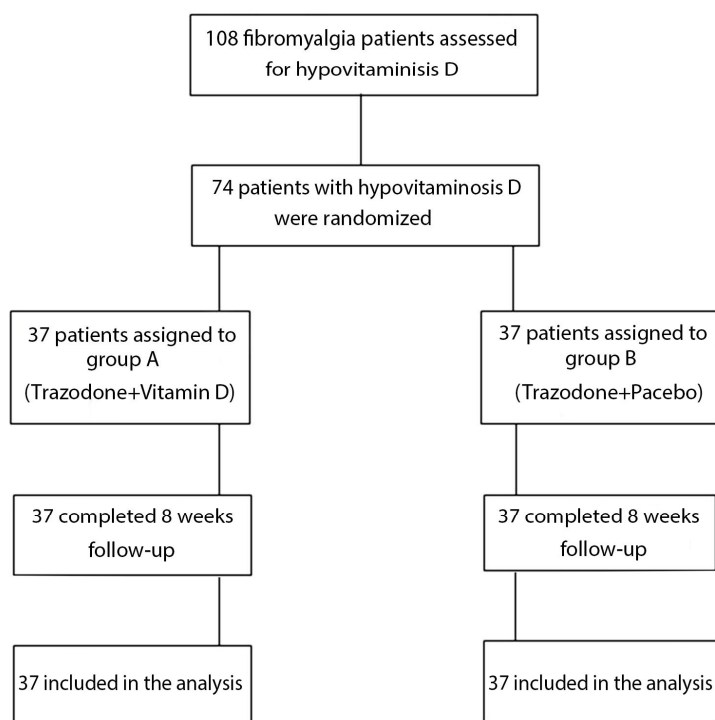 108 fibromyalgia patients assessed
for hypovitaminisis D
74 patients with hypovitaminosis D
were randomized
37 patients assigned to
group A
(Trazodone+Vitamin D)
37 patients assigned to
group B
(Trazodone+Pacebo)
37 completed 8 weeks
follow-up
37 completed 8 weeks
follow-up
37 included in the analysis
37 included in the analysis